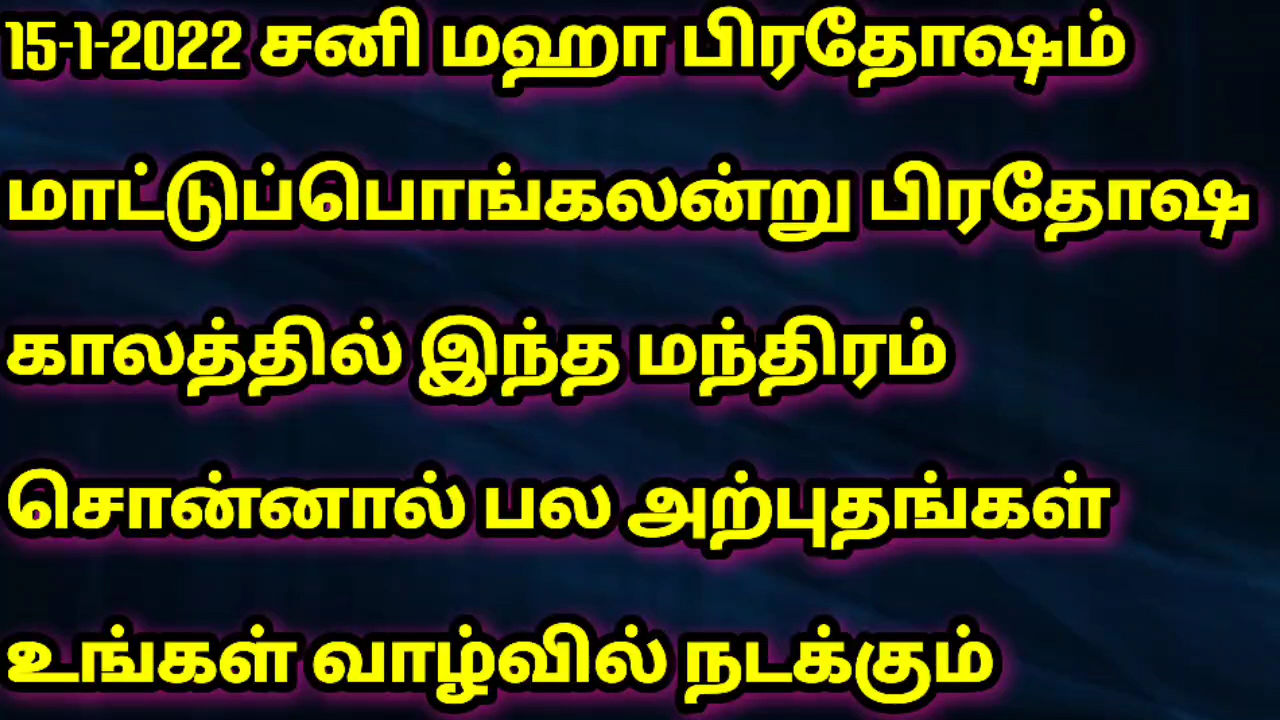 15-1-2022 சனி மஹா பிரதோஷம்
மாட்டுப்பொங்கலன்று பிரதோஷ
காலத்தில் இந்த மந்திரம்
சொன்னால் பல அற்புதங்கள்
உங்கள் வாழ்வில் நடக்கும்